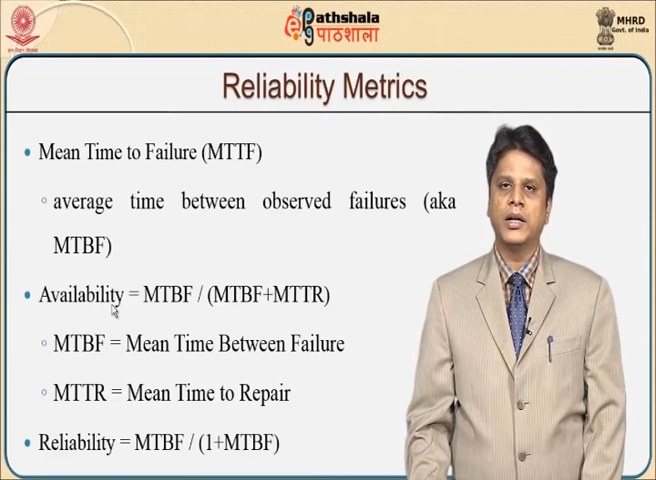 ePathshala
पाठशाला
MHRD
Govt. of India
Reliability Metrics
• Mean Time to Failure (MTTF)
◦ average time between observed failures (aka
MTBF)
• Availability = MTBF / (MTBF+MTTR)
◦ MTBF = Mean Time Between Failure
◦ MTTR = Mean Time to Repair
• Reliability = MTBF / (1+MTBF)